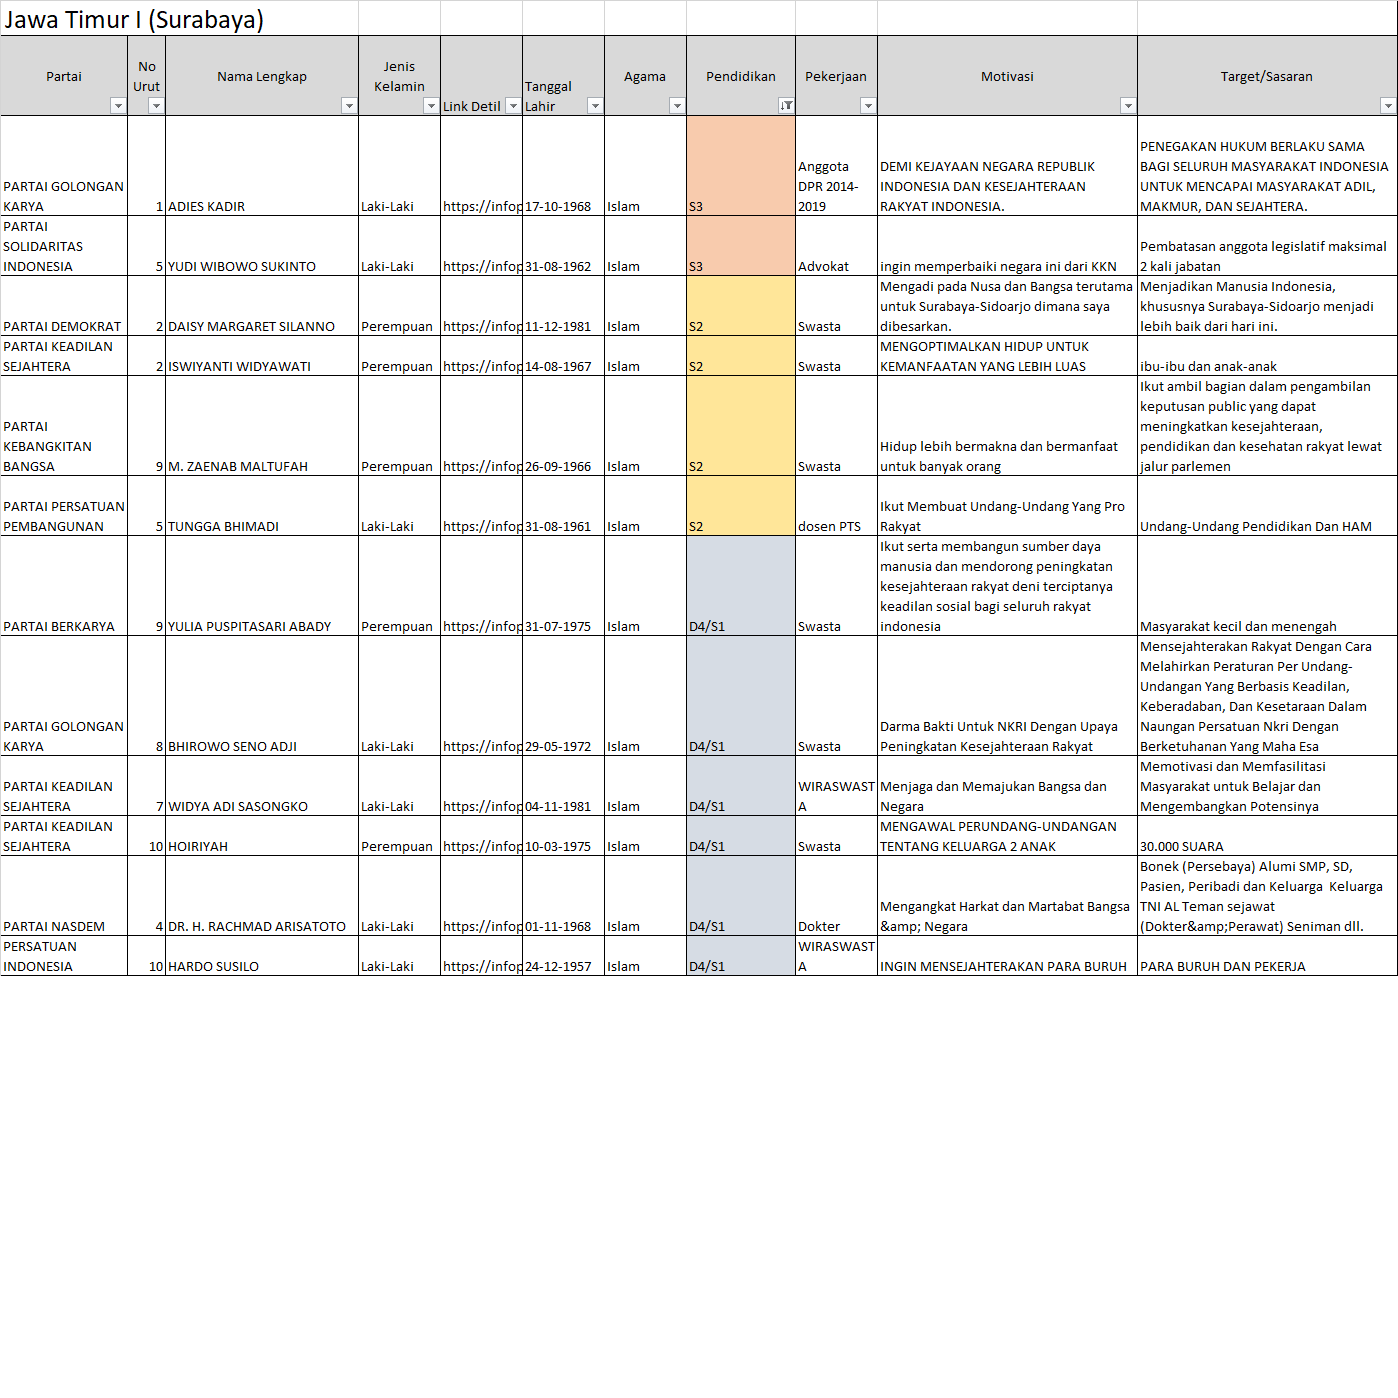 Jawa Timur I (Surabaya)
Partai
No
Urut
Nama Lengkap
Jenis
Kelamin
Link Detil
Tanggal
Lahir
Agama
Pendidikan
Pekerjaan
Motivasi
Target/Sasaran
PARTAI GOLONGAN
KARYA
1
ADIES KADIR
Laki-Laki
https://infop
17-10-1968
Islam
S3
Anggota
DPR 2014-
2019
DEMI KEJAYAAN NEGARA REPUBLIK
INDONESIA DAN KESEJAHTERAAN
RAKYAT INDONESIA.
PENEGAKAN HUKUM BERLAKU SAMA
BAGI SELURUH MASYARAKAT INDONESIA
UNTUK MENCAPAI MASYARAKAT ADIL,
MAKMUR, DAN SEJAHTERA.
PARTAI
SOLIDARITAS
INDONESIA
5
YUDI WIBOWO SUKINTO
Laki-Laki
https://infop
31-08-1962
Islam
S3
Advokat
ingin memperbaiki negara ini dari KKN
Pembatasan anggota legislatif maksimal
2 kali jabatan
PARTAI DEMOKRAT
2
DAISY MARGARET SILANNO
Perempuan
https://infop
11-12-1981
Islam
S2
Swasta
Mengadi pada Nusa dan Bangsa terutama
untuk Surabaya-Sidoarjo dimana saya
dibesarkan.
Menjadikan Manusia Indonesia,
khususnya Surabaya-Sidoarjo menjadi
lebih baik dari hari ini.
PARTAI KEADILAN
SEJAHTERA
2
ISWIYANTI WIDYAWATI
Perempuan
https://infop
14-08-1967
Islam
S2
Swasta
MENGOPTIMALKAN HIDUP UNTUK
KEMANFAATAN YANG LEBIH LUAS
ibu-ibu dan anak-anak
PARTAI
KEBANGKITAN
BANGSA
9
M. ZAENAB MALTUFAH
Perempuan
https://infop
26-09-1966
Islam
S2
Swasta
Hidup lebih bermakna dan bermanfaat
untuk banyak orang
Ikut ambil bagian dalam pengambilan
keputusan public yang dapat
meningkatkan kesejahteraan,
pendidikan dan kesehatan rakyat lewat
jalur parlemen
PARTAI PERSATUAN
PEMBANGUNAN
5
TUNGGA BHIMADI
Laki-Laki
https://infop
31-08-1961
Islam
S2
dosen PTS
Ikut Membuat Undang-Undang Yang Pro
Rakyat
Undang-Undang Pendidikan Dan HAM
PARTAI BERKARYA
9
YULIA PUSPITASARI ABADY
Perempuan
https://infop
31-07-1975
Islam
D4/S1
Swasta
Ikut serta membangun sumber daya
manusia dan mendorong peningkatan
kesejahteraan rakyat deni terciptanya
keadilan sosial bagi seluruh rakyat
indonesia
Masyarakat kecil dan menengah
PARTAI GOLONGAN
KARYA
8
BHIROWO SENO ADJI
Laki-Laki
https://infop
29-05-1972
Islam
D4/S1
Swasta
Darma Bakti Untuk NKRI Dengan Upaya
Peningkatan Kesejahteraan Rakyat
Mensejahterakan Rakyat Dengan Cara
Melahirkan Peraturan Per Undang-
Undangan Yang Berbasis Keadilan,
Keberadaban, Dan Kesetaraan Dalam
Naungan Persatuan Nkri Dengan
Berketuhanan Yang Maha Esa
PARTAI KEADILAN
SEJAHTERA
7
WIDYA ADI SASONGKO
Laki-Laki
https://infop
04-11-1981
Islam
D4/S1
WIRASWAST
A
Menjaga dan Memajukan Bangsa dan
Negara
Memotivasi dan Memfasilitasi
Masyarakat untuk Belajar dan
Mengembangkan Potensinya
PARTAI KEADILAN
SEJAHTERA
10
HOIRIYAH
Perempuan
https://infop
10-03-1975
Islam
D4/S1
Swasta
MENGAWAL PERUNDANG-UNDANGAN
TENTANG KELUARGA 2 ANAK
30.000 SUARA
PARTAI NASDEM
4
DR. H. RACHMAD ARISATOTO
Laki-Laki
https://infop
01-11-1968
Islam
D4/S1
Dokter
Mengangkat Harkat dan Martabat Bangsa
&amp; Negara
Bonek (Persebaya) Alumi SMP, SD,
Pasien, Peribadi dan Keluarga  Keluarga
TNI AL Teman sejawat
(Dokter&amp;Perawat) Seniman dll.
PERSATUAN
INDONESIA
10
HARDO SUSILO
Laki-Laki
https://infop
24-12-1957
Islam
D4/S1
WIRASWAST
A
INGIN MENSEJAHTERAKAN PARA BURUH
PARA BURUH DAN PEKERJA